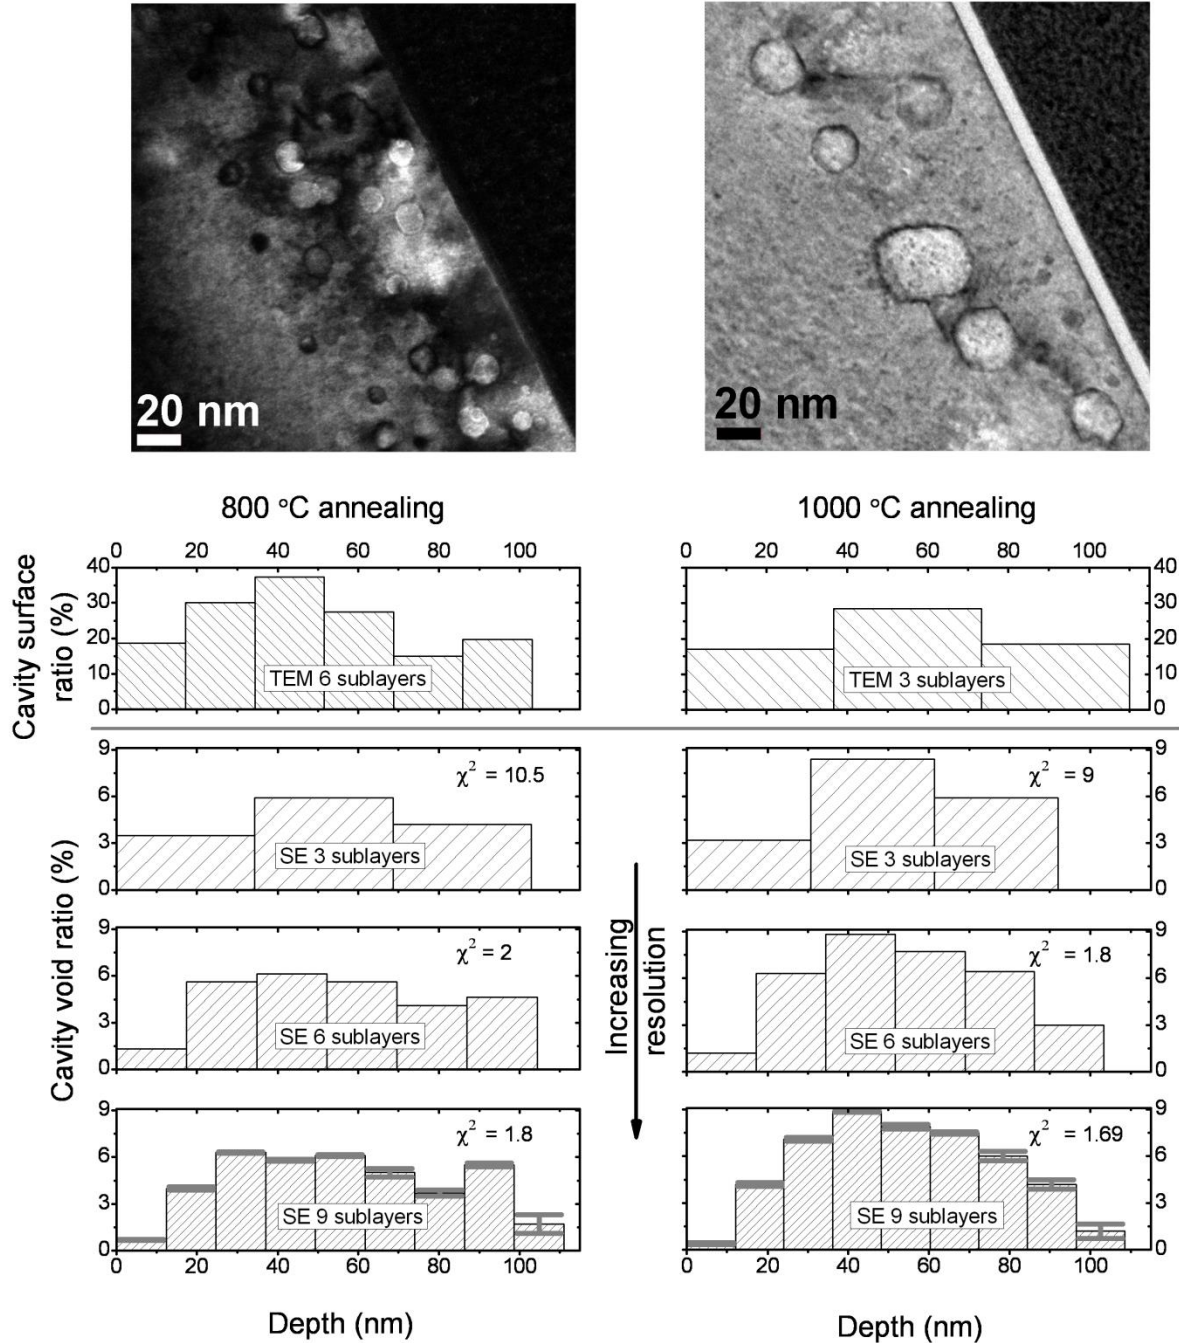 20 nm
20 nm
800 °C annealing
1000 °C annealing
0 20 40 60 80 100
0 20 40 60 80 100
Cavity surface
ratio (%)
40
30
20
10
0
TEM 6 sublayers
TEM 3 sublayers
40
30
20
10
0
Cavity void ratio (%)
9
6
3
0
χ² = 10.5
SE 3 sublayers
χ² = 9
SE 3 sublayers
9
6
3
0
Increasing
resolution
9
6
3
0
χ² = 2
SE 6 sublayers
χ² = 1.8
SE 6 sublayers
9
6
3
0
9
6
3
0
χ² = 1.8
SE 9 sublayers
χ² = 1.69
SE 9 sublayers
9
6
3
0
0 20 40 60 80 100
0 20 40 60 80 100
Depth (nm)
Depth (nm)